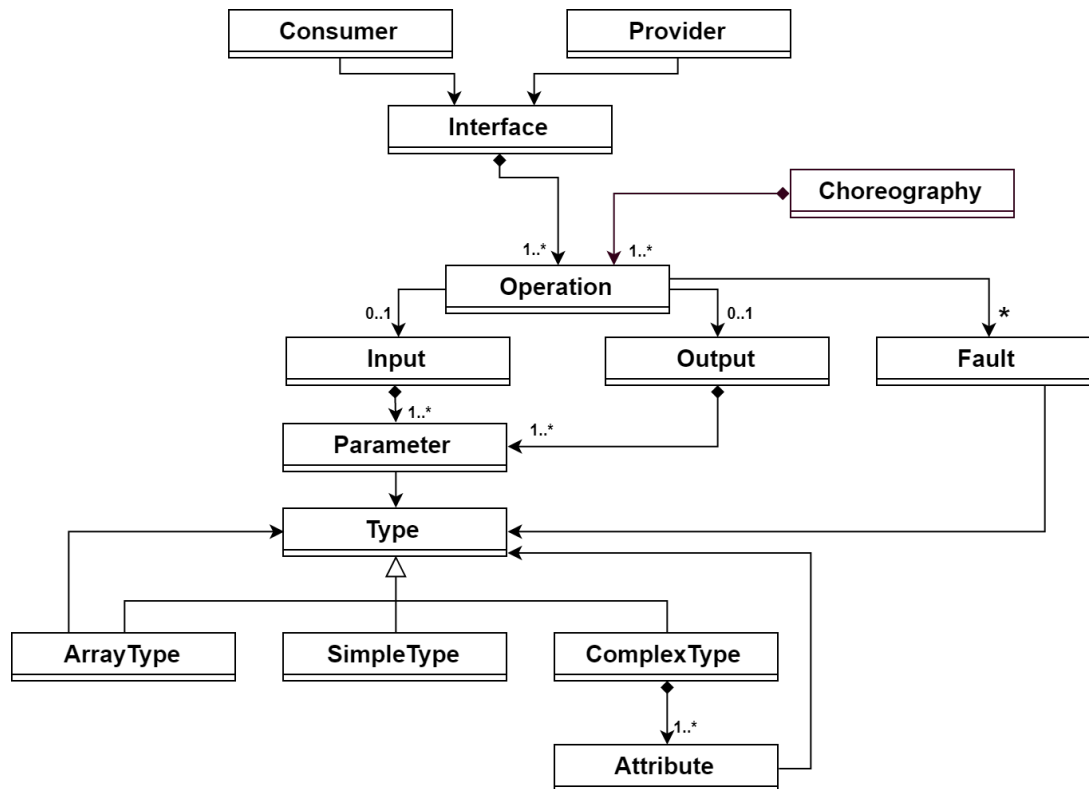 Consumer
Provider
Interface
Choreography
1..*
1..*
Operation
0..1
0..1
*
Input
Output
Fault
1..*
1..*
Parameter
Type
ArrayType
SimpleType
ComplexType
1..*
Attribute